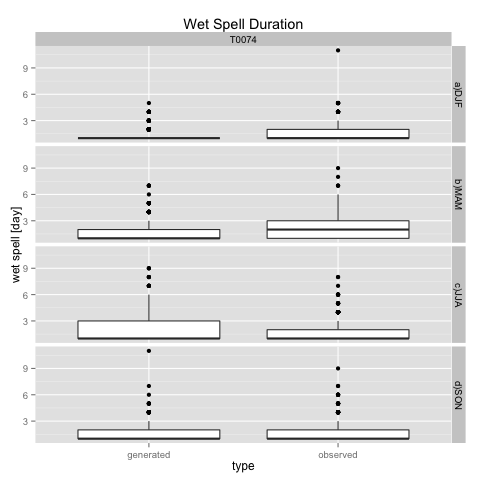 Wet Spell Duration
T0074
wet spell [day]
9
6
3
a)DJF
9
6
3
b)MAM
9
6
3
c)JJA
9
6
3
d)SON
generated observed
type